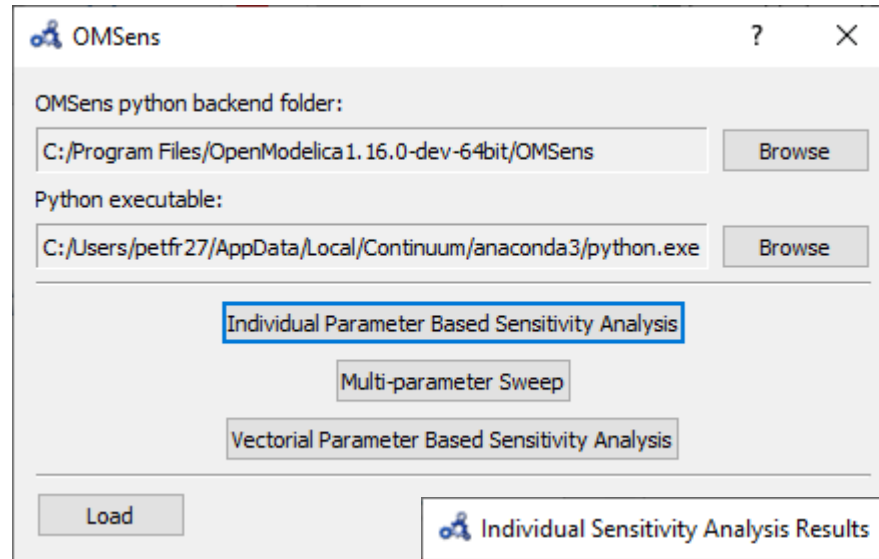 OMSens ? ×
OMSens python backend folder:
C:/Program Files/OpenModelica1.16.0-dev-64bit/OMSens Browse
Python executable:
C:/Users/petfr27/AppData/Local/Continuum/anaconda3/python.exe Browse
Individual Parameter Based Sensitivity Analysis
Multi-parameter Sweep
Vectorial Parameter Based Sensitivity Analysis
Load
Individual Sensitivity Analysis Results